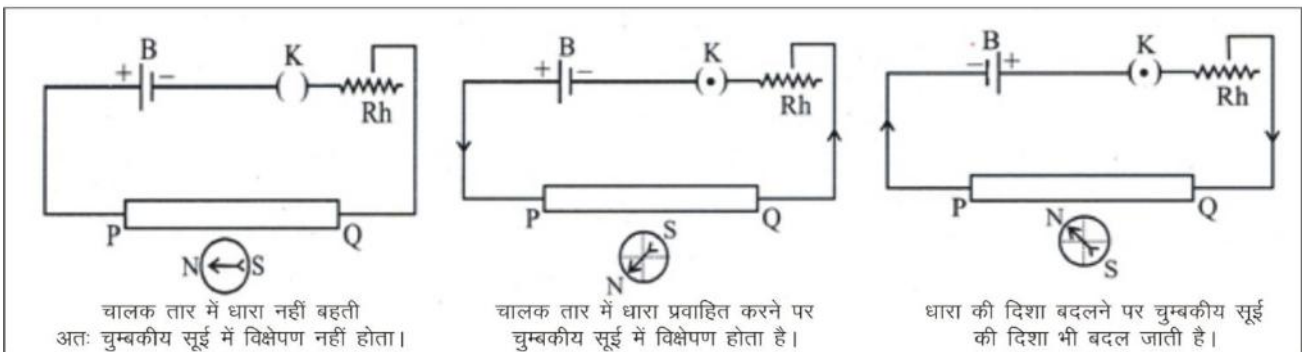 B
+ −
K
Rh
P
Q
N S
चालक तार में धारा नहीं बहती
अतः चुम्बकीय सूई में विक्षेपण नहीं होता।
B
+ −
K
Rh
P
Q
S
N
चालक तार में धारा प्रवाहित करने पर
चुम्बकीय सूई में विक्षेपण होता है।
B
− +
K
Rh
P
Q
N
S
धारा की दिशा बदलने पर चुम्बकीय सूई
की दिशा भी बदल जाती है।